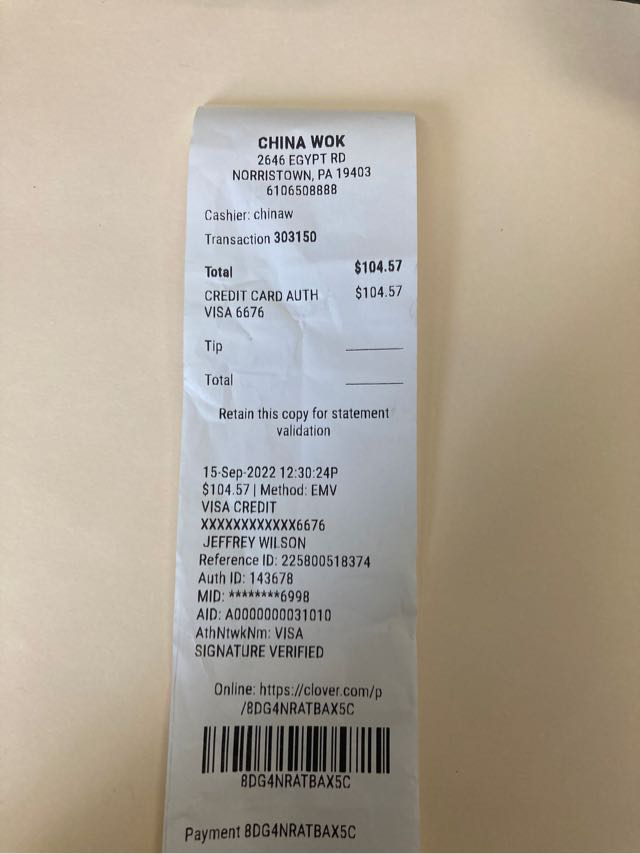 CHINA WOK
2646 EGYPT RD
NORRISTOWN, PA 19403
6106508888
Cashier: chinaw
Transaction 303150
Total $104.57
CREDIT CARD AUTH $104.57
VISA 6676
Tip
Total
Retain this copy for statement
validation
15-Sep-2022 12:30:24P
$104.57 | Method: EMV
VISA CREDIT
XXXXXXXXXXXX6676
JEFFREY WILSON
Reference ID: 225800518374
Auth ID: 143678
MID: ********6998
AID: A0000000031010
AthNtwkNm: VISA
SIGNATURE VERIFIED
Online: https://clover.com/p
/8DG4NRATBAX5C
8DG4NRATBAX5C
Payment 8DG4NRATBAX5C